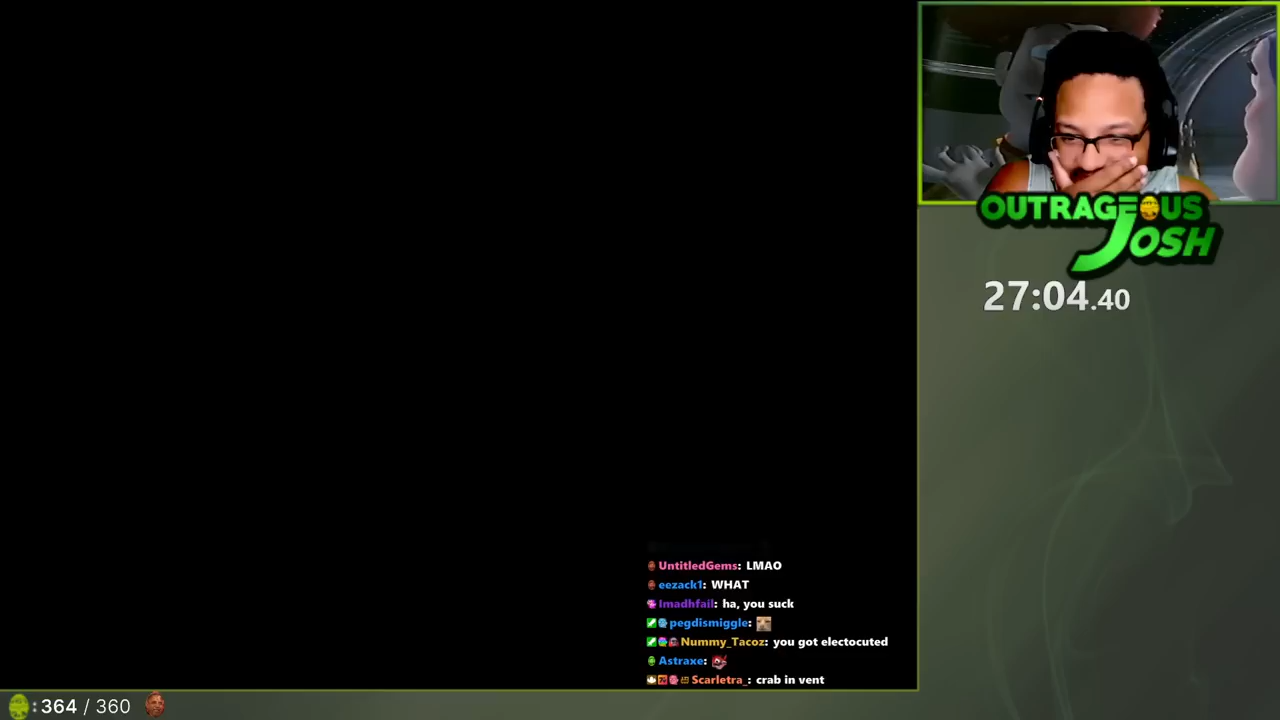 OUTRAGEOUS
JOSH
27:04.40
UntitledGems: LMAO
eezack1: WHAT
Imadhfail: ha, you suck
pegdismiggle:
Nummy_Tacoz: you got electocuted
Astraxe:
Scarletra_: crab in vent
: 364 / 360